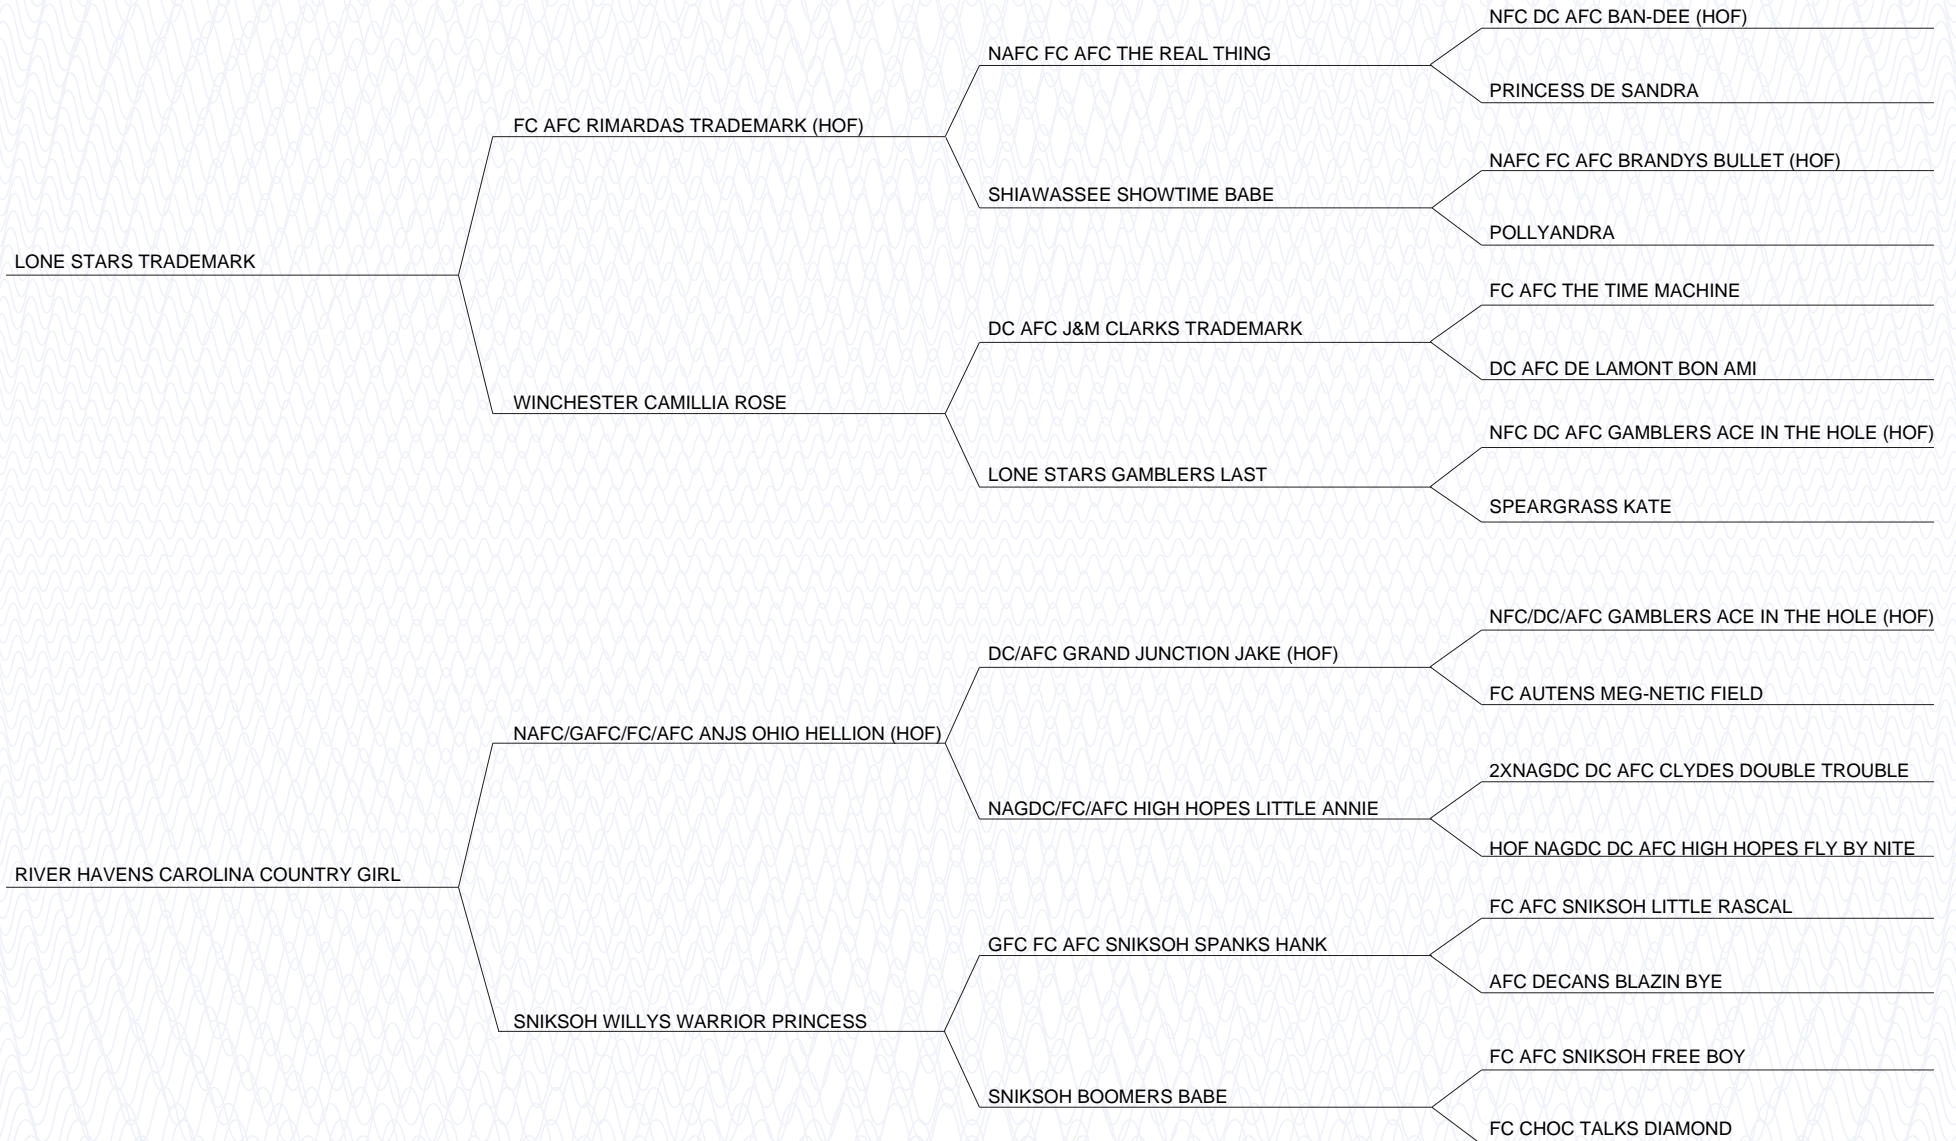 NFC DC AFC BAN-DEE (HOF)
NAFC FC AFC THE REAL THING
PRINCESS DE SANDRA
FC AFC RIMARDAS TRADEMARK (HOF)
NAFC FC AFC BRANDYS BULLET (HOF)
SHIAWASSEE SHOWTIME BABE
POLLYANDRA
LONE STARS TRADEMARK
FC AFC THE TIME MACHINE
DC AFC J&M CLARKS TRADEMARK
DC AFC DE LAMONT BON AMI
WINCHESTER CAMILLIA ROSE
NFC DC AFC GAMBLERS ACE IN THE HOLE (HOF)
LONE STARS GAMBLERS LAST
SPEARGRASS KATE
NFC/DC/AFC GAMBLERS ACE IN THE HOLE (HOF)
DC/AFC GRAND JUNCTION JAKE (HOF)
FC AUTENS MEG-NETIC FIELD
NAFC/GAFC/FC/AFC ANJS OHIO HELLION (HOF)
2XNAGDC DC AFC CLYDES DOUBLE TROUBLE
NAGDC/FC/AFC HIGH HOPES LITTLE ANNIE
HOF NAGDC DC AFC HIGH HOPES FLY BY NITE
RIVER HAVENS CAROLINA COUNTRY GIRL
FC AFC SNIKSOH LITTLE RASCAL
GFC FC AFC SNIKSOH SPANKS HANK
AFC DECANS BLAZIN BYE
SNIKSOH WILLYS WARRIOR PRINCESS
FC AFC SNIKSOH FREE BOY
SNIKSOH BOOMERS BABE
FC CHOC TALKS DIAMOND